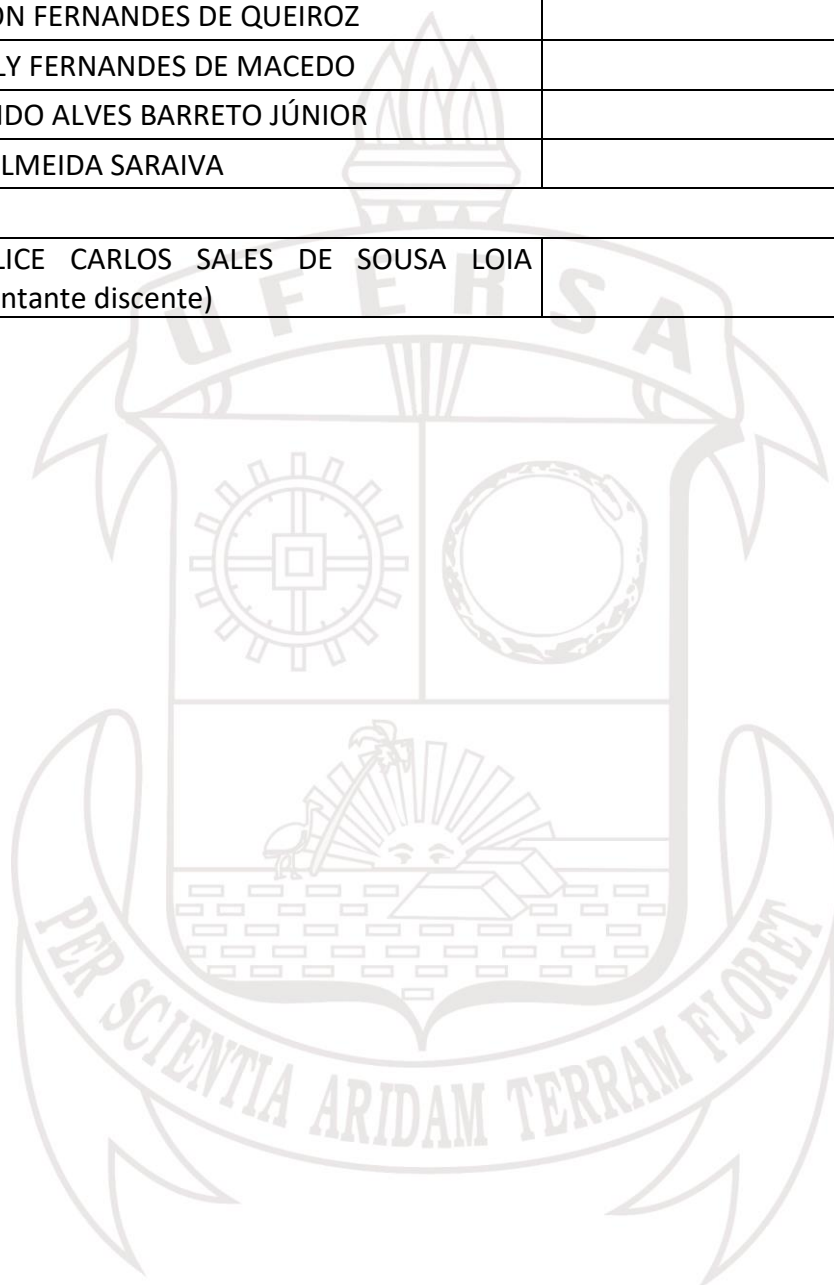 ON FERNANDES DE QUEIROZ
LY FERNANDES DE MACEDO
NDO ALVES BARRETO JÚNIOR
LMEIDA SARAIVA
LICE CARLOS SALES DE SOUSA LOIA
ntante discente)
UFERSA
PER SCIENTIA ARIDAM TERRAM FLORET